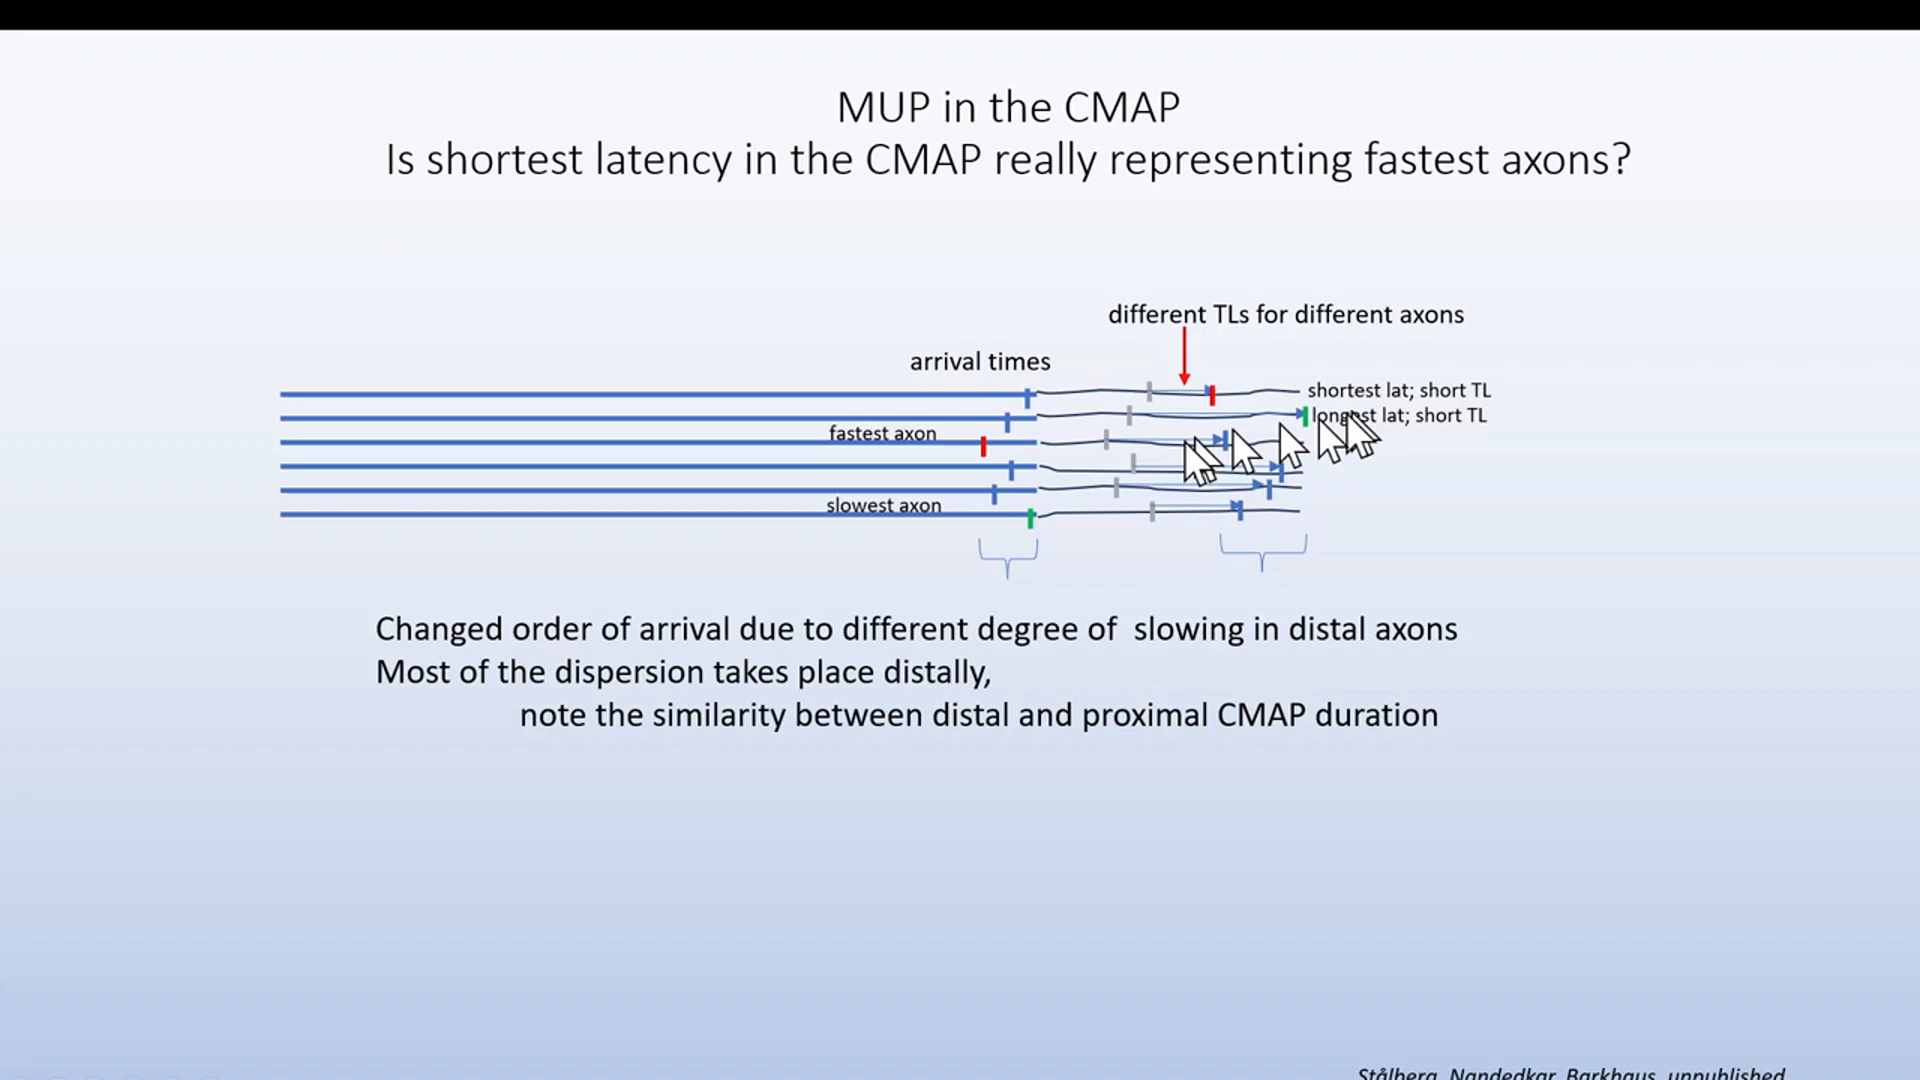 MUP in the CMAP
Is shortest latency in the CMAP really representing fastest axons?
different TLs for different axons
arrival times
shortest lat; short TL
longest lat; short TL
fastest axon
slowest axon
Changed order of arrival due to different degree of slowing in distal axons
Most of the dispersion takes place distally,
note the similarity between distal and proximal CMAP duration
Stålberg, Nandedkar, Barkhaus, unpublished